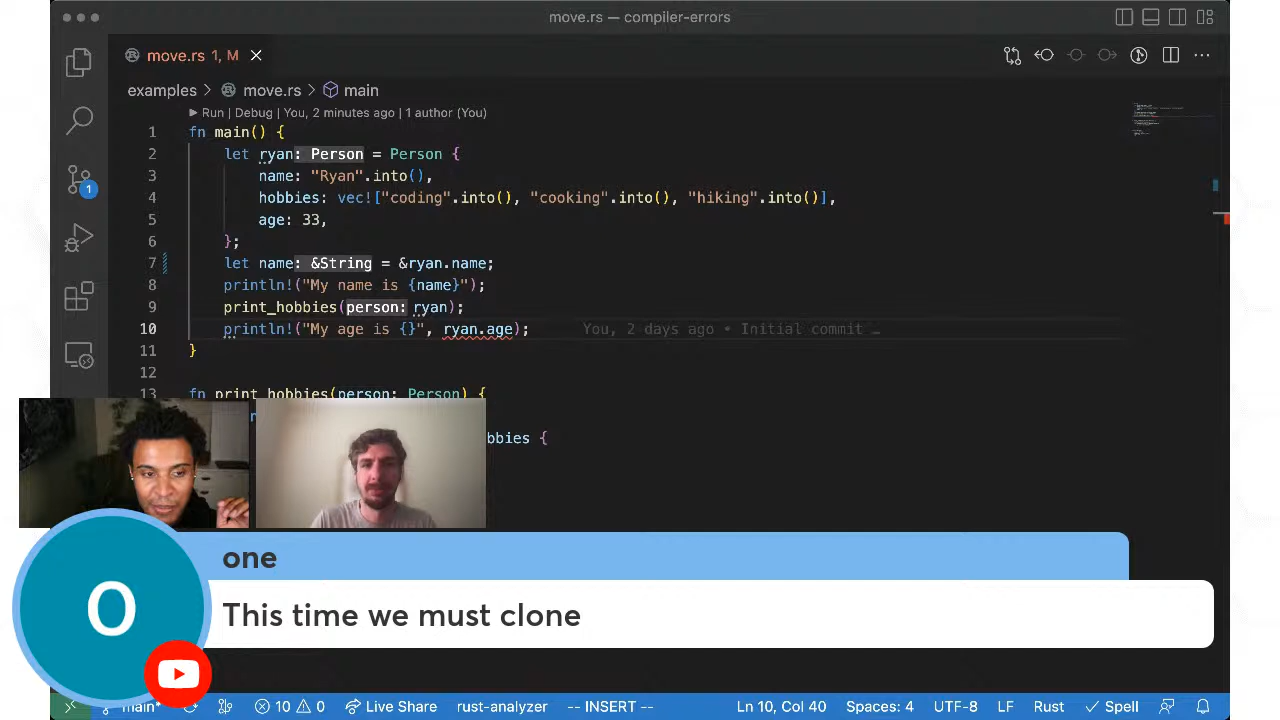 move.rs — compiler-errors
move.rs 1, M
examples > move.rs > main
Run | Debug | You, 2 minutes ago | 1 author (You)
1 fn main() {
2 let ryan: Person = Person {
3 name: "Ryan".into(),
4 hobbies: vec!["coding".into(), "cooking".into(), "hiking".into()],
5 age: 33,
6 };
7 let name: &String = &ryan.name;
8 println!("My name is {name}");
9 print_hobbies(person: ryan);
10 println!("My age is {}", ryan.age); You, 2 days ago • Initial commit …
11 }
12
13 fn print_hobbies(person: Person) {
bbies {
one
O
This time we must clone
1
main* 10 0 Live Share rust-analyzer -- INSERT -- Ln 10, Col 40 Spaces: 4 UTF-8 LF Rust Spell